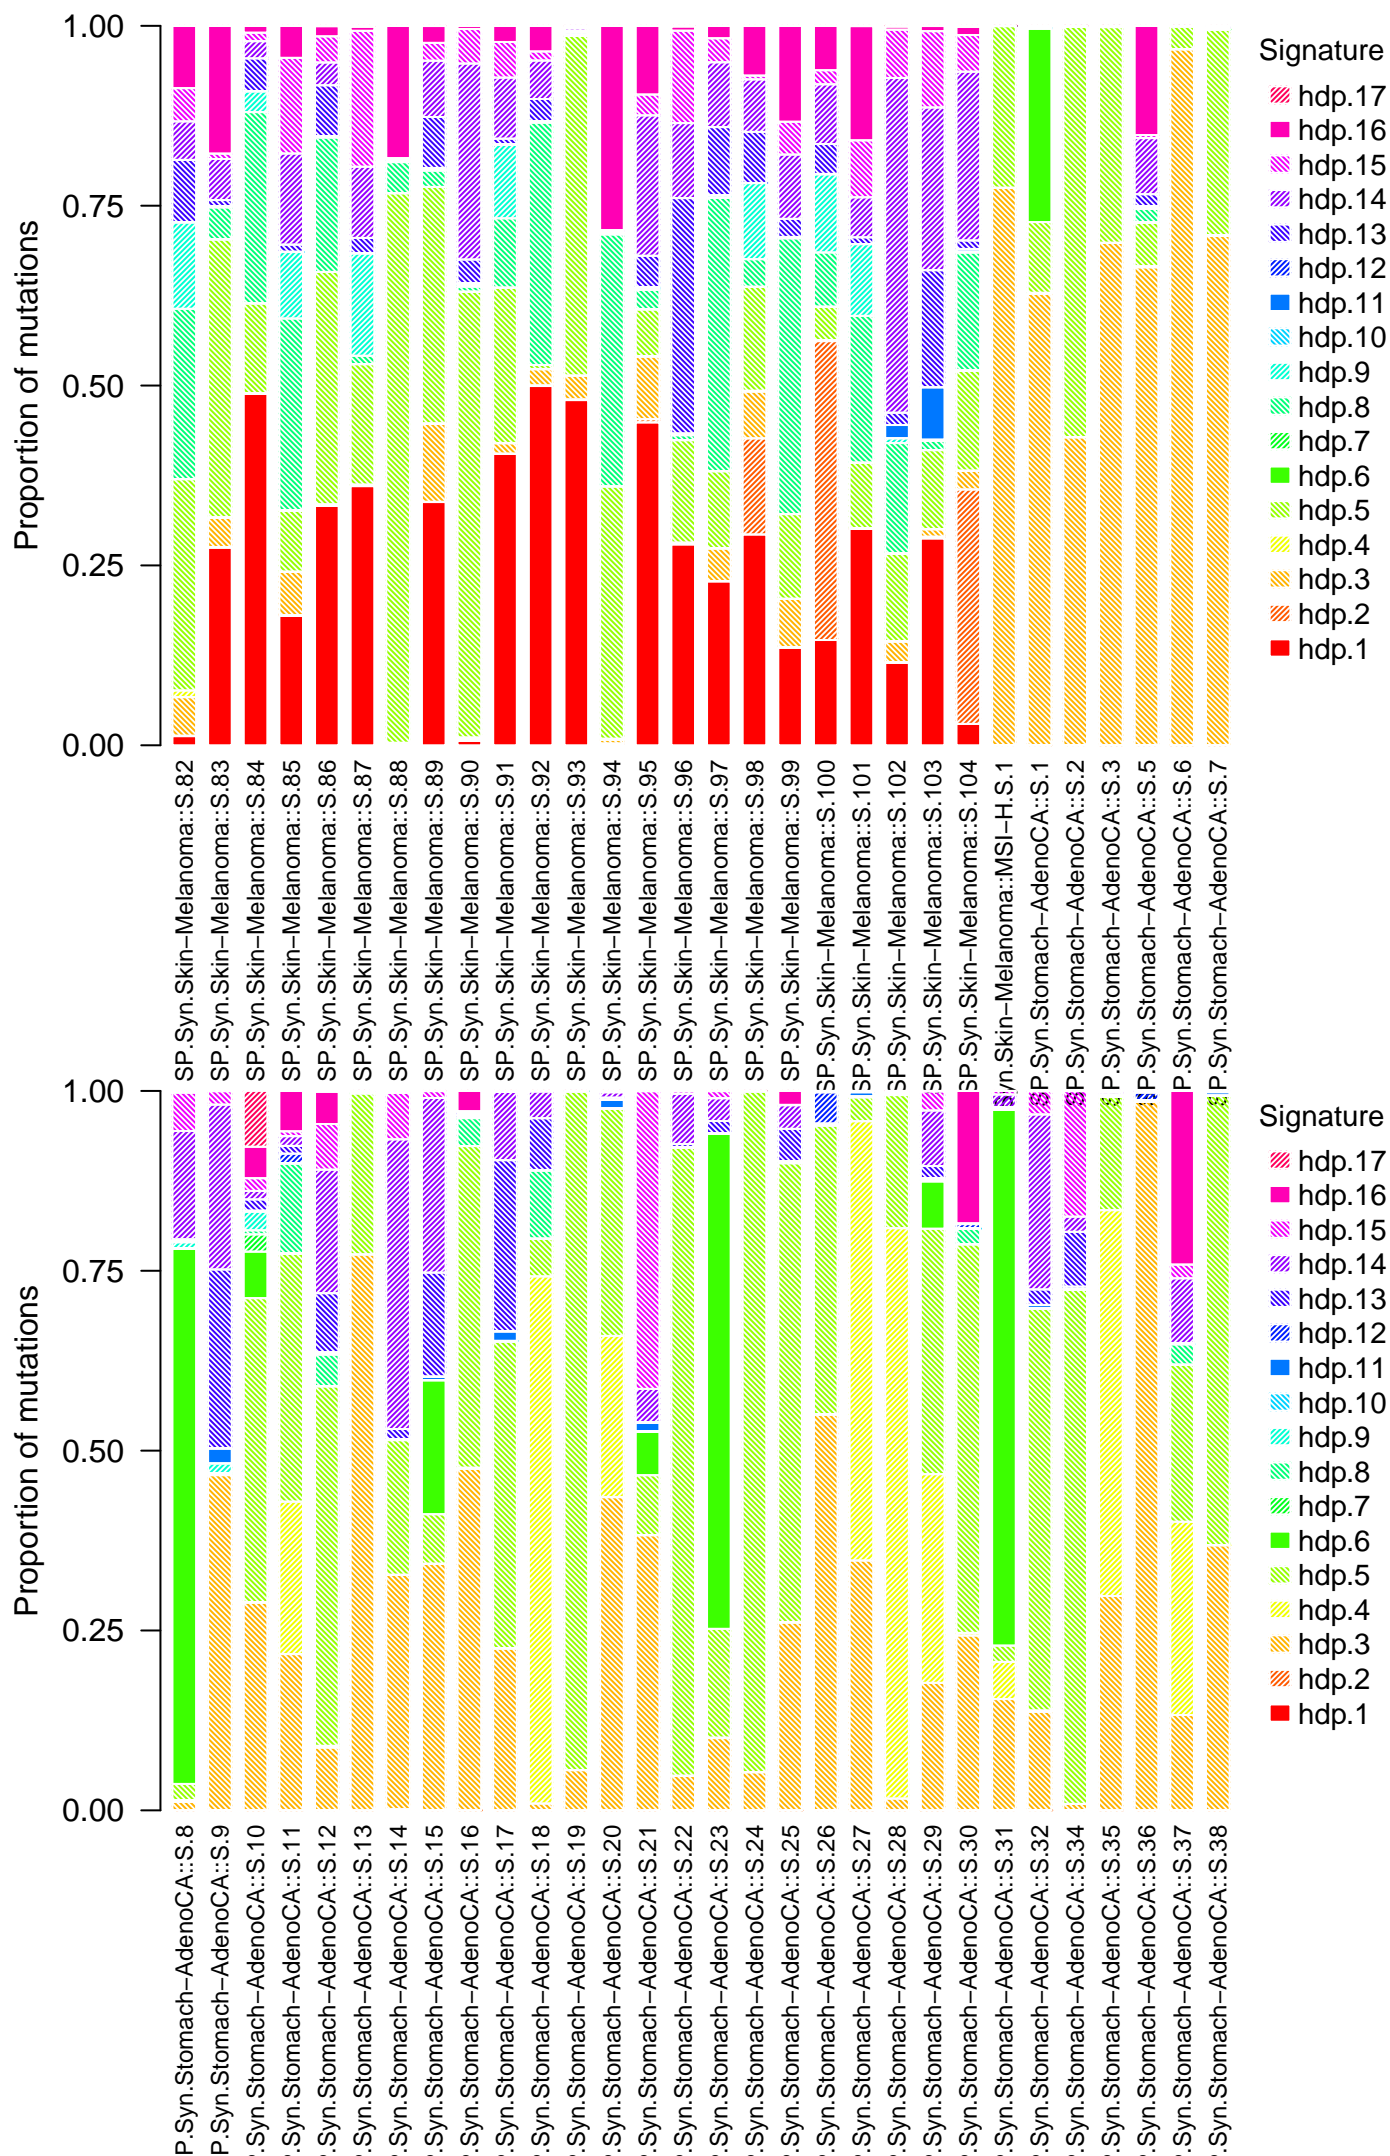 1.00
0.75
0.50
0.25
0.00
Proportion of mutations
SP.Syn.Skin−Melanoma::S.82
SP.Syn.Skin−Melanoma::S.83
SP.Syn.Skin−Melanoma::S.84
SP.Syn.Skin−Melanoma::S.85
SP.Syn.Skin−Melanoma::S.86
SP.Syn.Skin−Melanoma::S.87
SP.Syn.Skin−Melanoma::S.88
SP.Syn.Skin−Melanoma::S.89
SP.Syn.Skin−Melanoma::S.90
SP.Syn.Skin−Melanoma::S.91
SP.Syn.Skin−Melanoma::S.92
SP.Syn.Skin−Melanoma::S.93
SP.Syn.Skin−Melanoma::S.94
SP.Syn.Skin−Melanoma::S.95
SP.Syn.Skin−Melanoma::S.96
SP.Syn.Skin−Melanoma::S.97
SP.Syn.Skin−Melanoma::S.98
SP.Syn.Skin−Melanoma::S.99
SP.Syn.Skin−Melanoma::S.100
SP.Syn.Skin−Melanoma::S.101
SP.Syn.Skin−Melanoma::S.102
SP.Syn.Skin−Melanoma::S.103
SP.Syn.Skin−Melanoma::S.104
Syn.Skin−Melanoma::MSI−H.S.1
SP.Syn.Stomach−AdenoCA::S.1
SP.Syn.Stomach−AdenoCA::S.2
SP.Syn.Stomach−AdenoCA::S.3
SP.Syn.Stomach−AdenoCA::S.5
SP.Syn.Stomach−AdenoCA::S.6
SP.Syn.Stomach−AdenoCA::S.7
Signature
hdp.17
hdp.16
hdp.15
hdp.14
hdp.13
hdp.12
hdp.11
hdp.10
hdp.9
hdp.8
hdp.7
hdp.6
hdp.5
hdp.4
hdp.3
hdp.2
hdp.1
1.00
0.75
0.50
0.25
0.00
Proportion of mutations
P.Syn.Stomach−AdenoCA::S.8
P.Syn.Stomach−AdenoCA::S.9
.Syn.Stomach−AdenoCA::S.10
.Syn.Stomach−AdenoCA::S.11
.Syn.Stomach−AdenoCA::S.12
.Syn.Stomach−AdenoCA::S.13
.Syn.Stomach−AdenoCA::S.14
.Syn.Stomach−AdenoCA::S.15
.Syn.Stomach−AdenoCA::S.16
.Syn.Stomach−AdenoCA::S.17
.Syn.Stomach−AdenoCA::S.18
.Syn.Stomach−AdenoCA::S.19
.Syn.Stomach−AdenoCA::S.20
.Syn.Stomach−AdenoCA::S.21
.Syn.Stomach−AdenoCA::S.22
.Syn.Stomach−AdenoCA::S.23
.Syn.Stomach−AdenoCA::S.24
.Syn.Stomach−AdenoCA::S.25
.Syn.Stomach−AdenoCA::S.26
.Syn.Stomach−AdenoCA::S.27
.Syn.Stomach−AdenoCA::S.28
.Syn.Stomach−AdenoCA::S.29
.Syn.Stomach−AdenoCA::S.30
.Syn.Stomach−AdenoCA::S.31
.Syn.Stomach−AdenoCA::S.32
.Syn.Stomach−AdenoCA::S.34
.Syn.Stomach−AdenoCA::S.35
.Syn.Stomach−AdenoCA::S.36
.Syn.Stomach−AdenoCA::S.37
.Syn.Stomach−AdenoCA::S.38
Signature
hdp.17
hdp.16
hdp.15
hdp.14
hdp.13
hdp.12
hdp.11
hdp.10
hdp.9
hdp.8
hdp.7
hdp.6
hdp.5
hdp.4
hdp.3
hdp.2
hdp.1